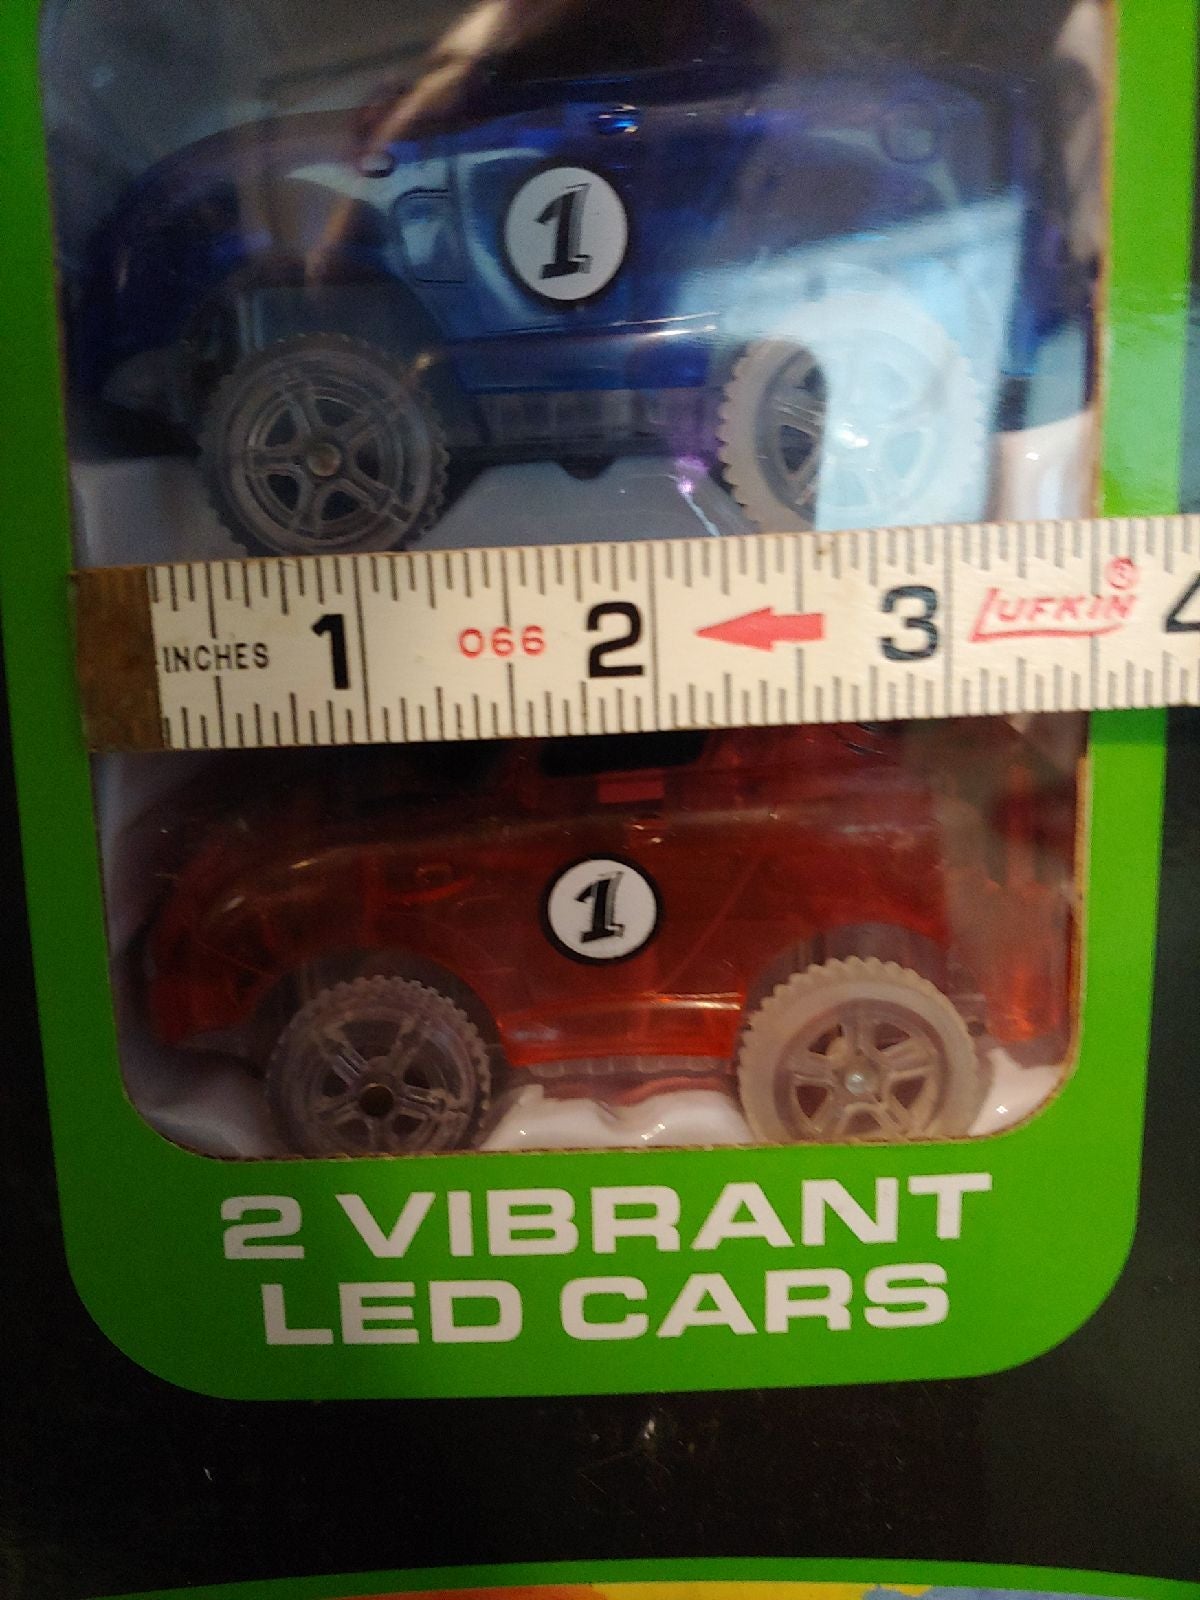 1
INCHES 1 066 2 3 LUFKIN® 4
1
2 VIBRANT
LED CARS